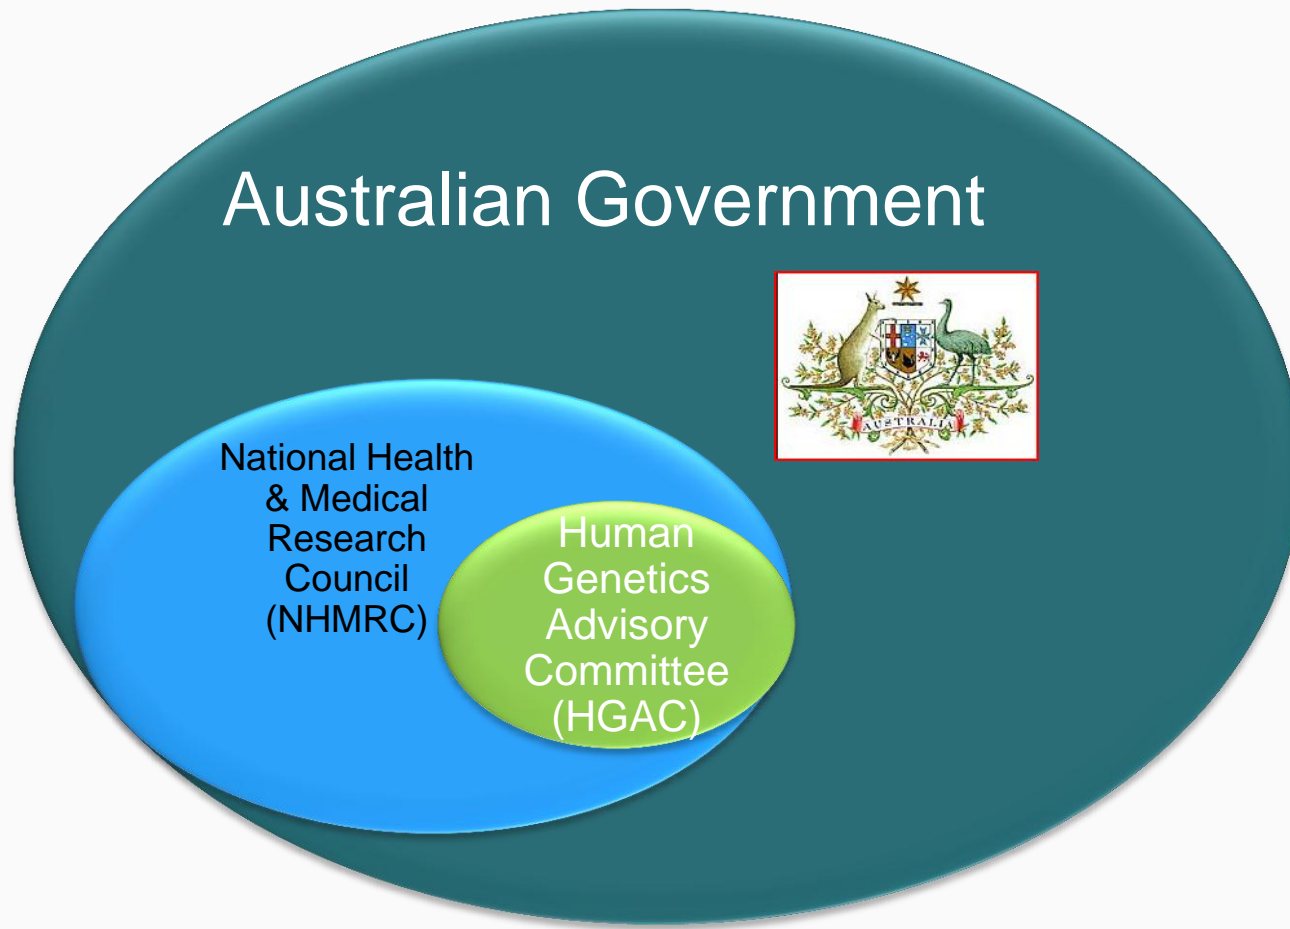 Australian Government
AUSTRALIA
National Health
& Medical
Research
Council
(NHMRC)
Human
Genetics
Advisory
Committee
(HGAC)